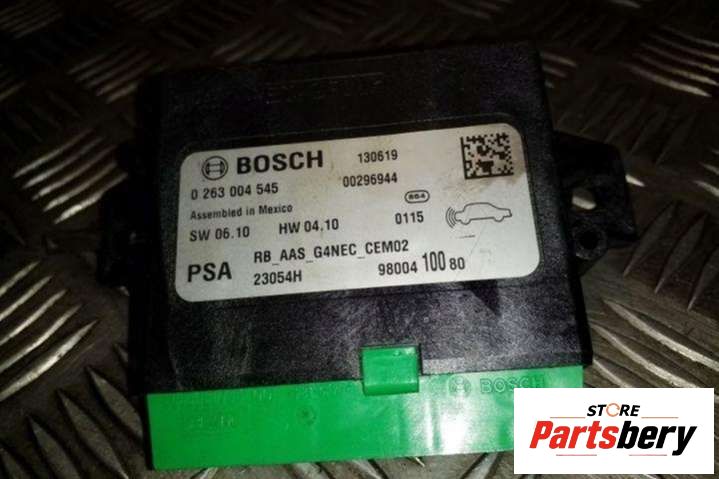 BOSCH 130619
0 263 004 545 00296944
Assembled in Mexico 864
SW 06.10 HW 04.10 0115
PSA RB_AAS_G4NEC_CEM02
23054H 98004 100 80
BOSCH
STORE
Partsbery